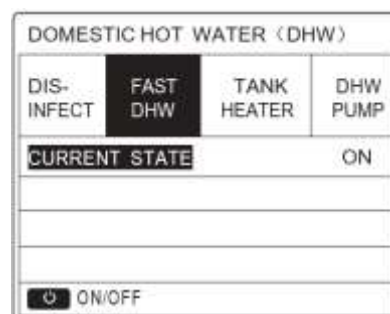 DOMESTIC HOT WATER（DHW）
DIS-
INFECT
FAST
DHW
TANK
HEATER
DHW
PUMP
CURRENT STATE ON
ON/OFF